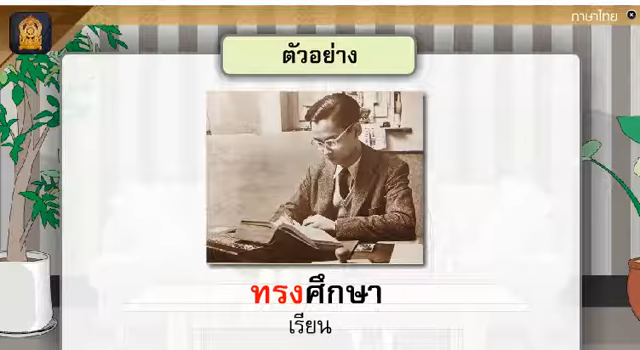 ภาษาไทย
ตัวอย่าง
ทรงศึกษา
เรียน